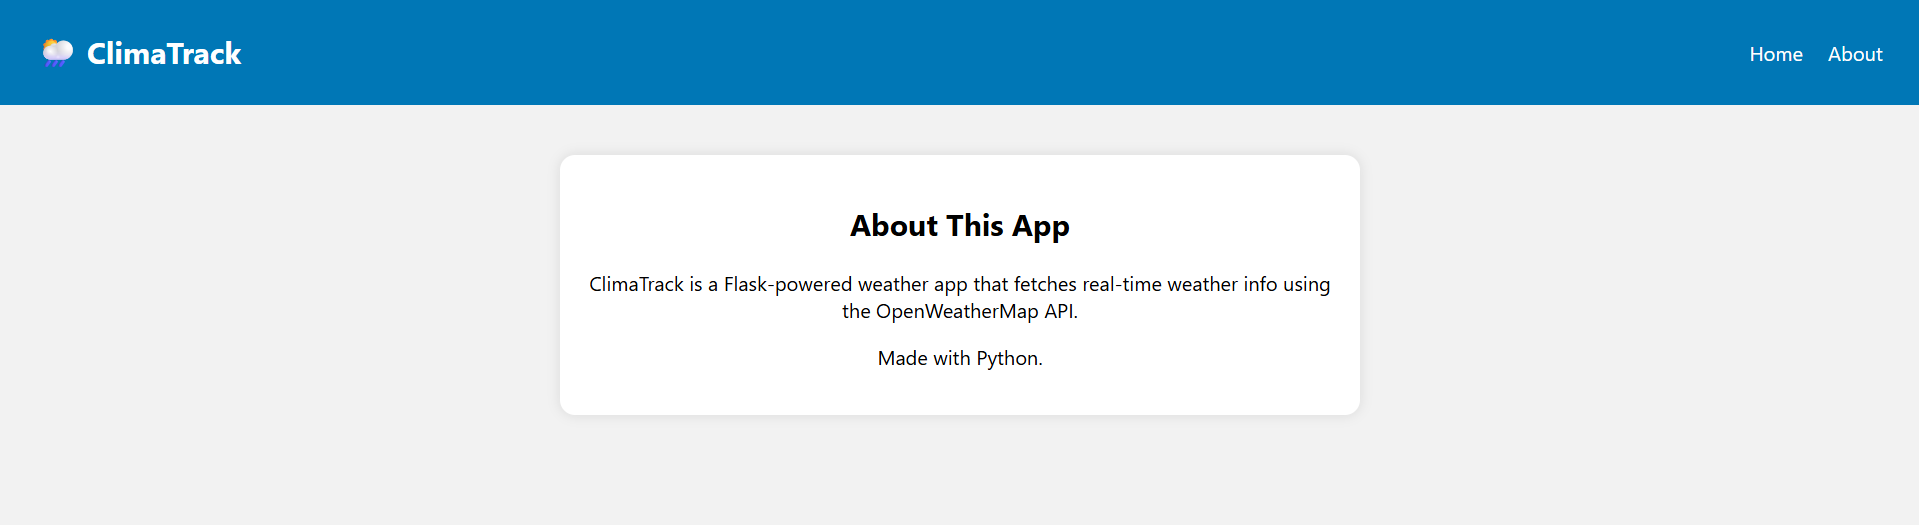 ClimaTrack
Home
About
About This App
ClimaTrack is a Flask-powered weather app that fetches real-time weather info using
the OpenWeatherMap API.
Made with Python.